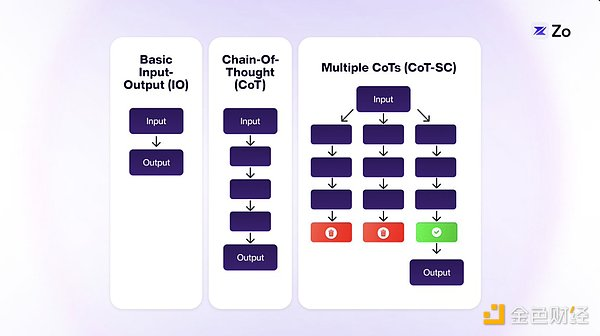 Zo
Basic
Input-
Output (IO)
Input
Output
Chain-Of-
Thought
(CoT)
Input
Output
Multiple CoTs (CoT-SC)
Input
Output
金色财经